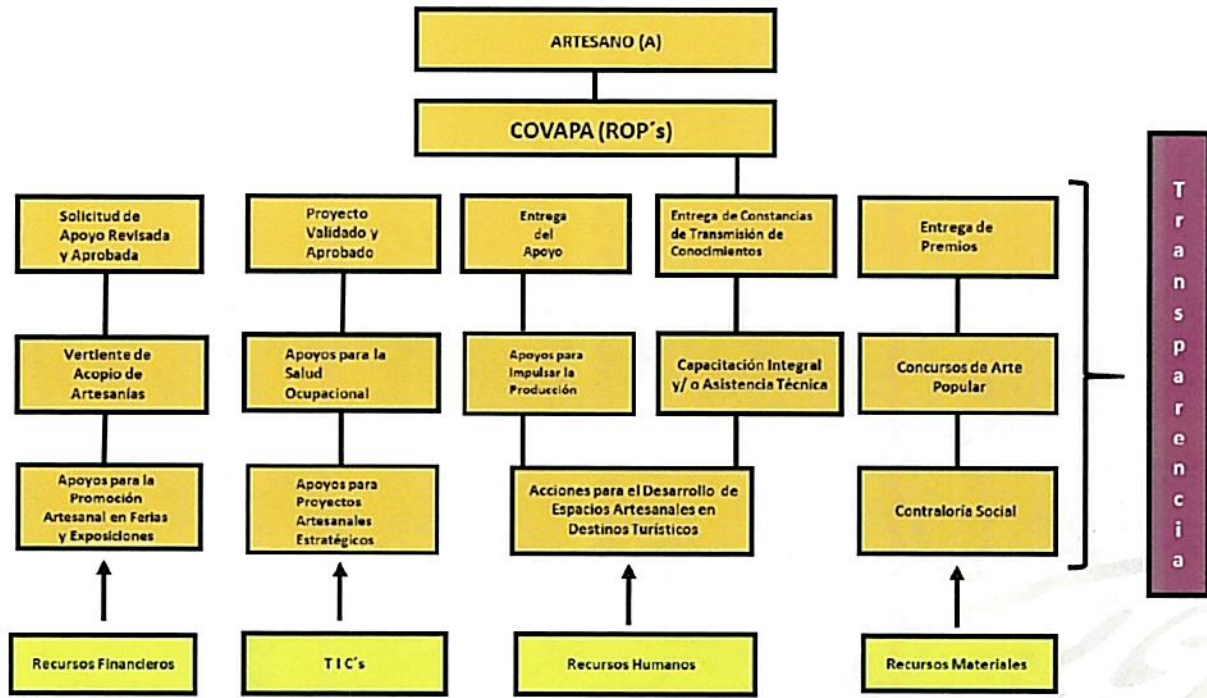 ARTESANO (A)
COVAPA (ROP´s)
Solicitud de
Apoyo Revisada
y Aprobada
Proyecto
Validado y
Aprobado
Entrega
del
Apoyo
Entrega de Constancias
de Transmisión de
Conocimientos
Entrega de
Premios
Vertiente de
Acopio de
Artesanías
Apoyos para la
Salud
Ocupacional
Apoyos para
Impulsar la
Producción
Capacitación Integral
y/ o Asistencia Técnica
Concursos de Arte
Popular
Apoyos para la
Promoción
Artesanal en Ferias
y Exposiciones
Apoyos para
Proyectos
Artesanales
Estratégicos
Acciones para el Desarrollo de
Espacios Artesanales en
Destinos Turísticos
Contraloría Social
Recursos Financieros
T I C´s
Recursos Humanos
Recursos Materiales
Transparencia